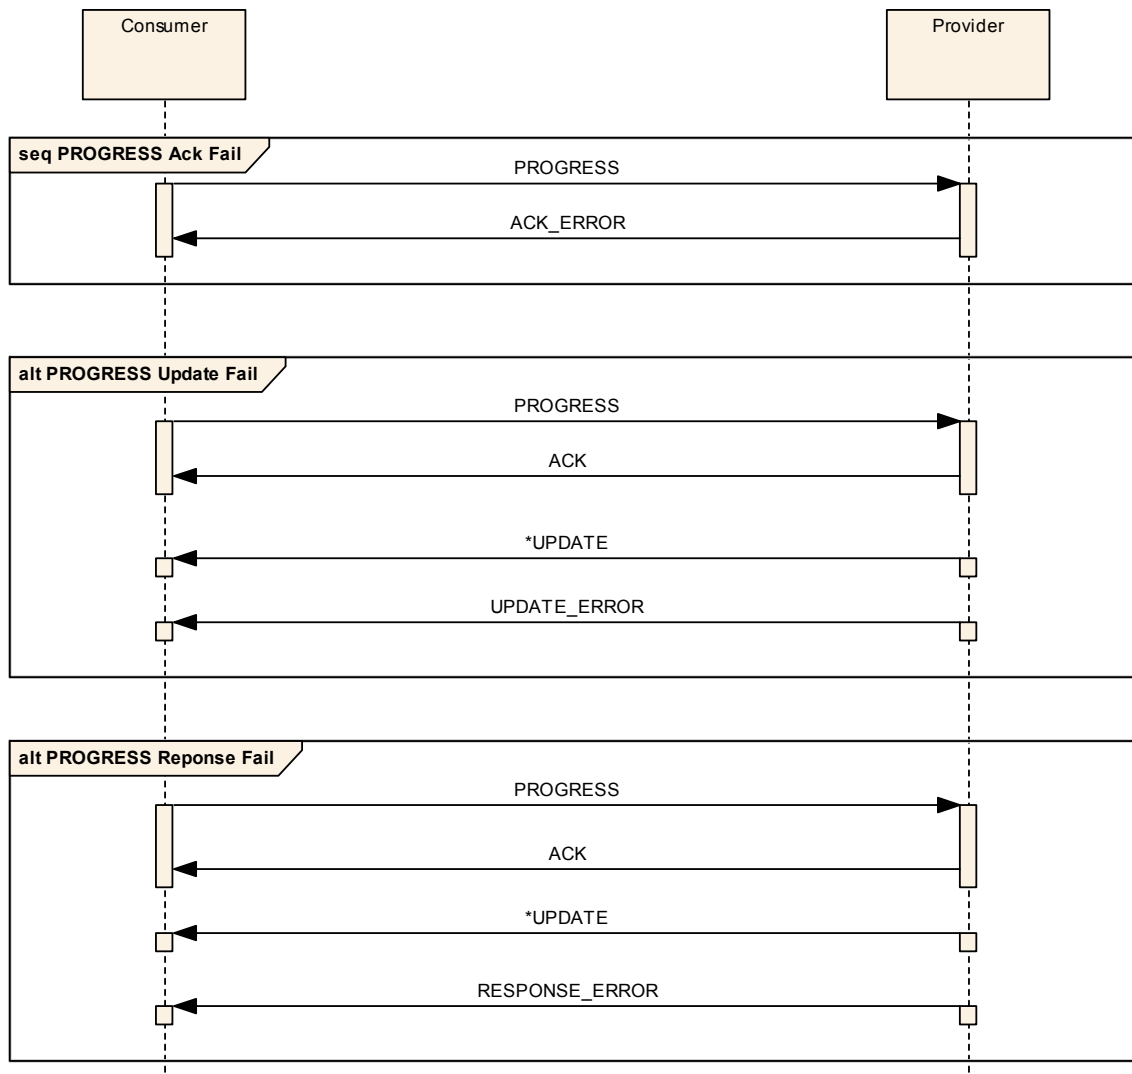 Consumer
Provider
seq PROGRESS Ack Fail
PROGRESS
ACK_ERROR
alt PROGRESS Update Fail
PROGRESS
ACK
*UPDATE
UPDATE_ERROR
alt PROGRESS Reponse Fail
PROGRESS
ACK
*UPDATE
RESPONSE_ERROR